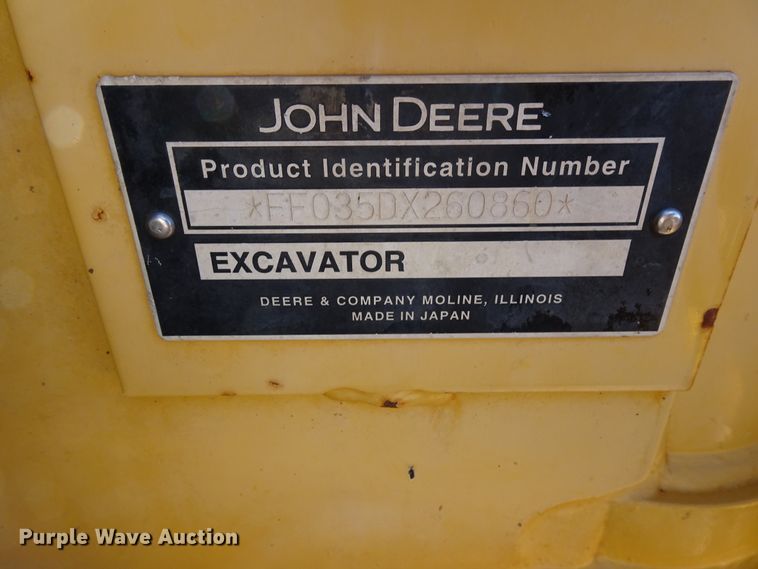 JOHN DEERE
Product Identification Number
*FF035DX260860*
EXCAVATOR
DEERE & COMPANY MOLINE, ILLINOIS
MADE IN JAPAN
Purple Wave Auction